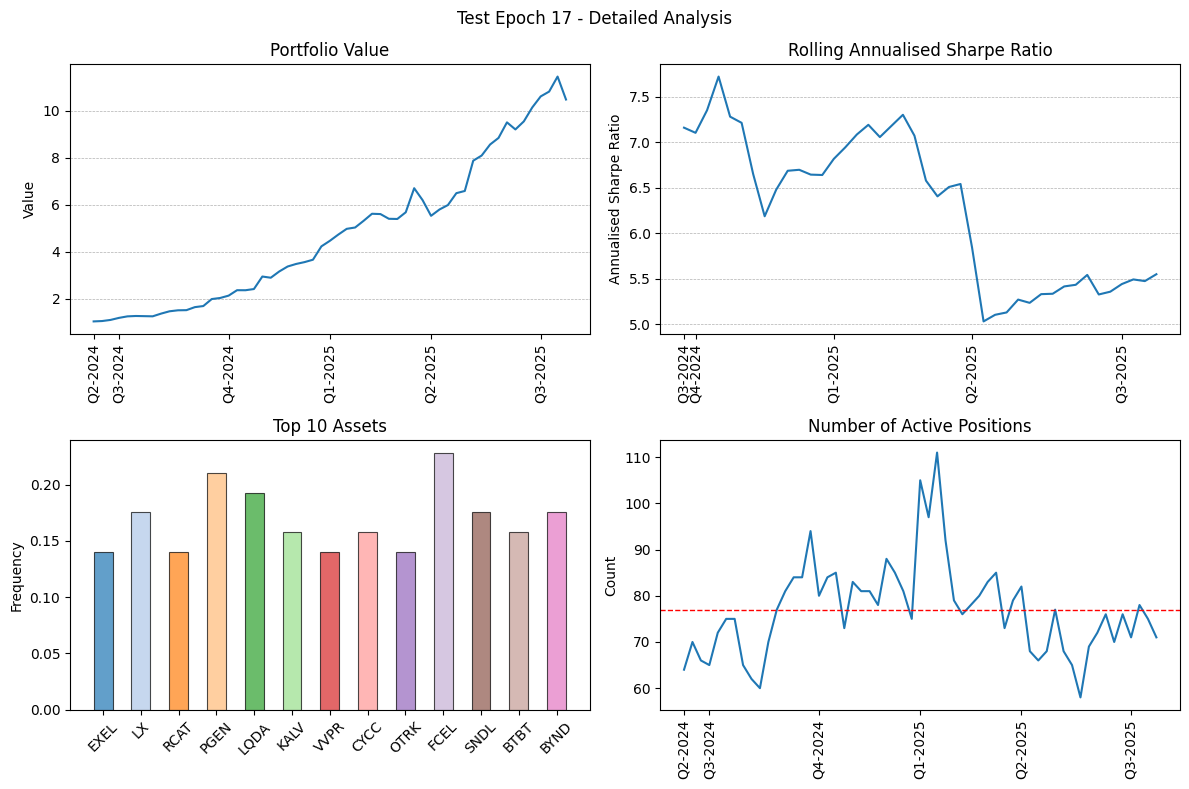 Test Epoch 17 - Detailed Analysis
Portfolio Value
Value
10
8
6
4
2
Q2-2024
Q3-2024
Q4-2024
Q1-2025
Q2-2025
Q3-2025
Rolling Annualised Sharpe Ratio
Annualised Sharpe Ratio
7.5
7.0
6.5
6.0
5.5
5.0
Q3-2024
Q4-2024
Q1-2025
Q2-2025
Q3-2025
Top 10 Assets
Frequency
0.20
0.15
0.10
0.05
0.00
EXEL
LX
RCAT
PGEN
LQDA
KALV
VVPR
CYCC
OTRK
FCEL
SNDL
BTBT
BYND
Number of Active Positions
Count
110
100
90
80
70
60
Q2-2024
Q3-2024
Q4-2024
Q1-2025
Q2-2025
Q3-2025